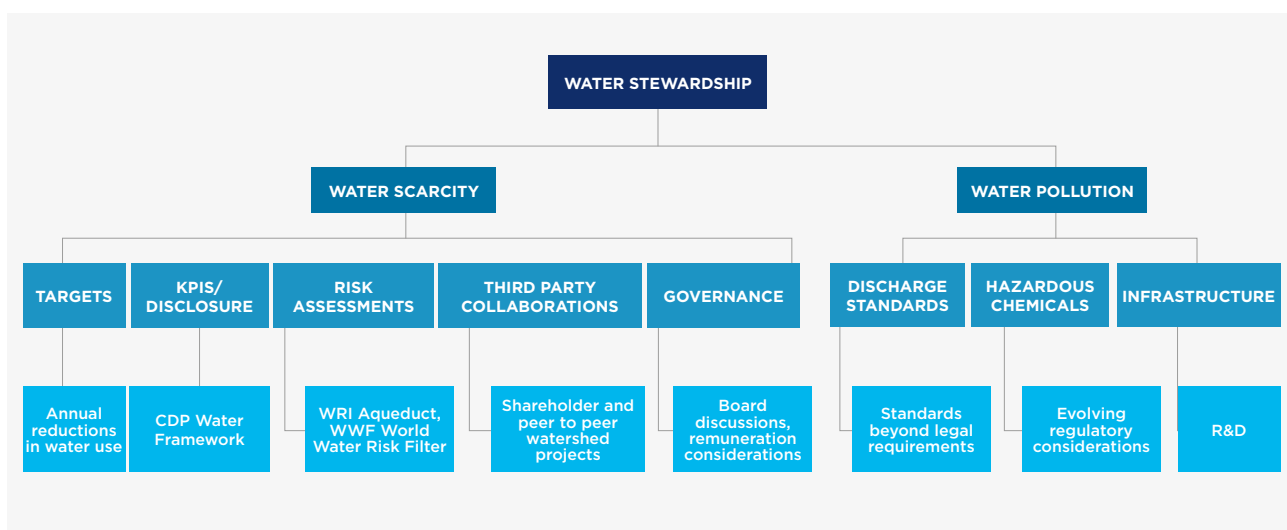 WATER STEWARDSHIP
WATER SCARCITY
WATER POLLUTION
TARGETS
KPIS/
DISCLOSURE
RISK
ASSESSMENTS
THIRD PARTY
COLLABORATIONS
GOVERNANCE
DISCHARGE
STANDARDS
HAZARDOUS
CHEMICALS
INFRASTRUCTURE
Annual
reductions
in water use
CDP Water
Framework
WRI Aqueduct,
WWF World
Water Risk Filter
Shareholder and
peer to peer
watershed
projects
Board
discussions,
remuneration
considerations
Standards
beyond legal
requirements
Evolving
regulatory
considerations
R&D